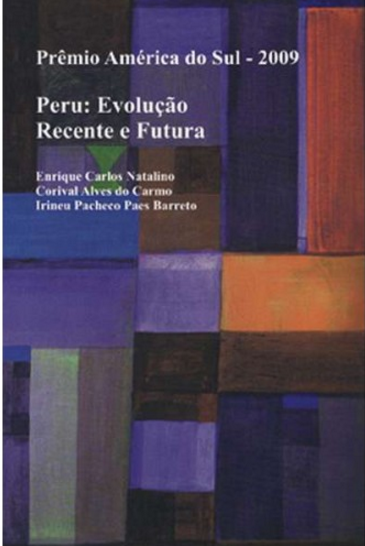 Prêmio América do Sul - 2009
Peru: Evolução
Recente e Futura
Enrique Carlos Natalino
Corival Alves do Carmo
Irineu Pacheco Paes Barreto